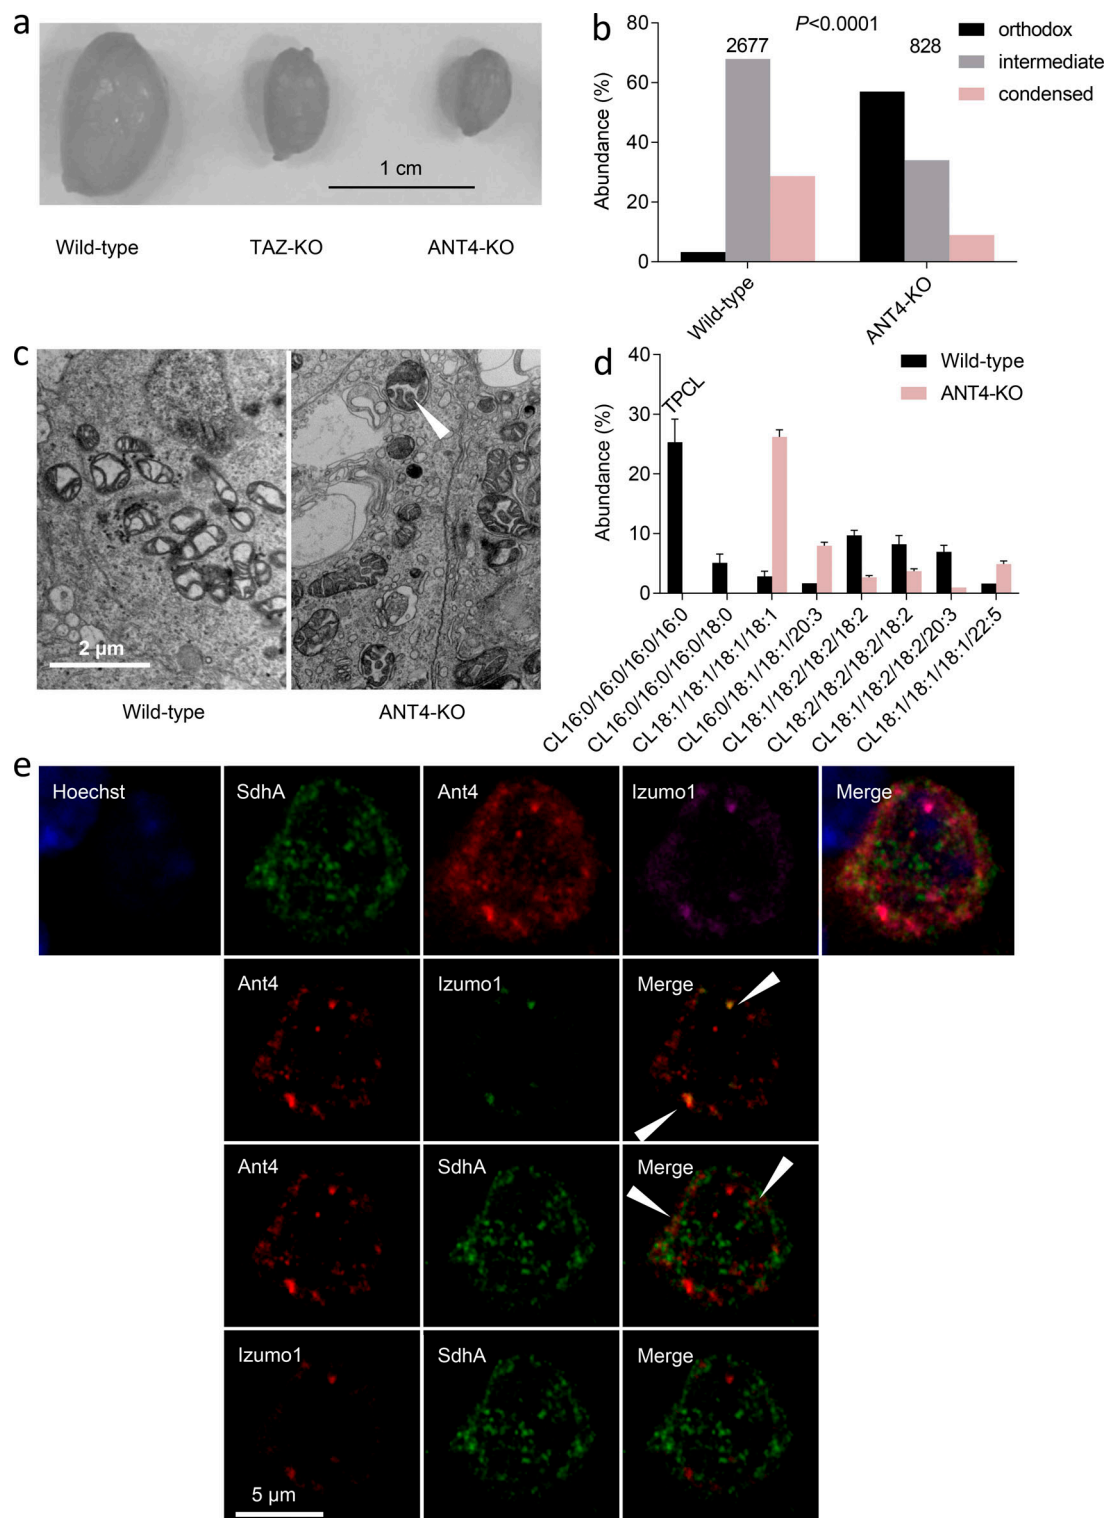 a
1 cm
Wild-type
TAZ-KO
ANT4-KO
b
80
60
40
20
0
Abundance (%)
P<0.0001
2677
828
orthodox
intermediate
condensed
Wild-type
ANT4-KO
c
2 µm
Wild-type
ANT4-KO
d
40
30
20
10
0
Abundance (%)
TPCL
Wild-type
ANT4-KO
CL16:0/16:0/16:0/16:0
CL16:0/16:0/16:0/18:0
CL18:1/18:1/18:1/18:1
CL16:0/18:1/18:1/20:3
CL18:1/18:2/18:2/18:2
CL18:2/18:2/18:2/18:2
CL18:1/18:2/18:2/20:3
CL18:1/18:1/18:1/22:5
e
Hoechst
SdhA
Ant4
Izumo1
Merge
Ant4
Izumo1
Merge
Ant4
SdhA
Merge
Izumo1
SdhA
Merge
5 µm